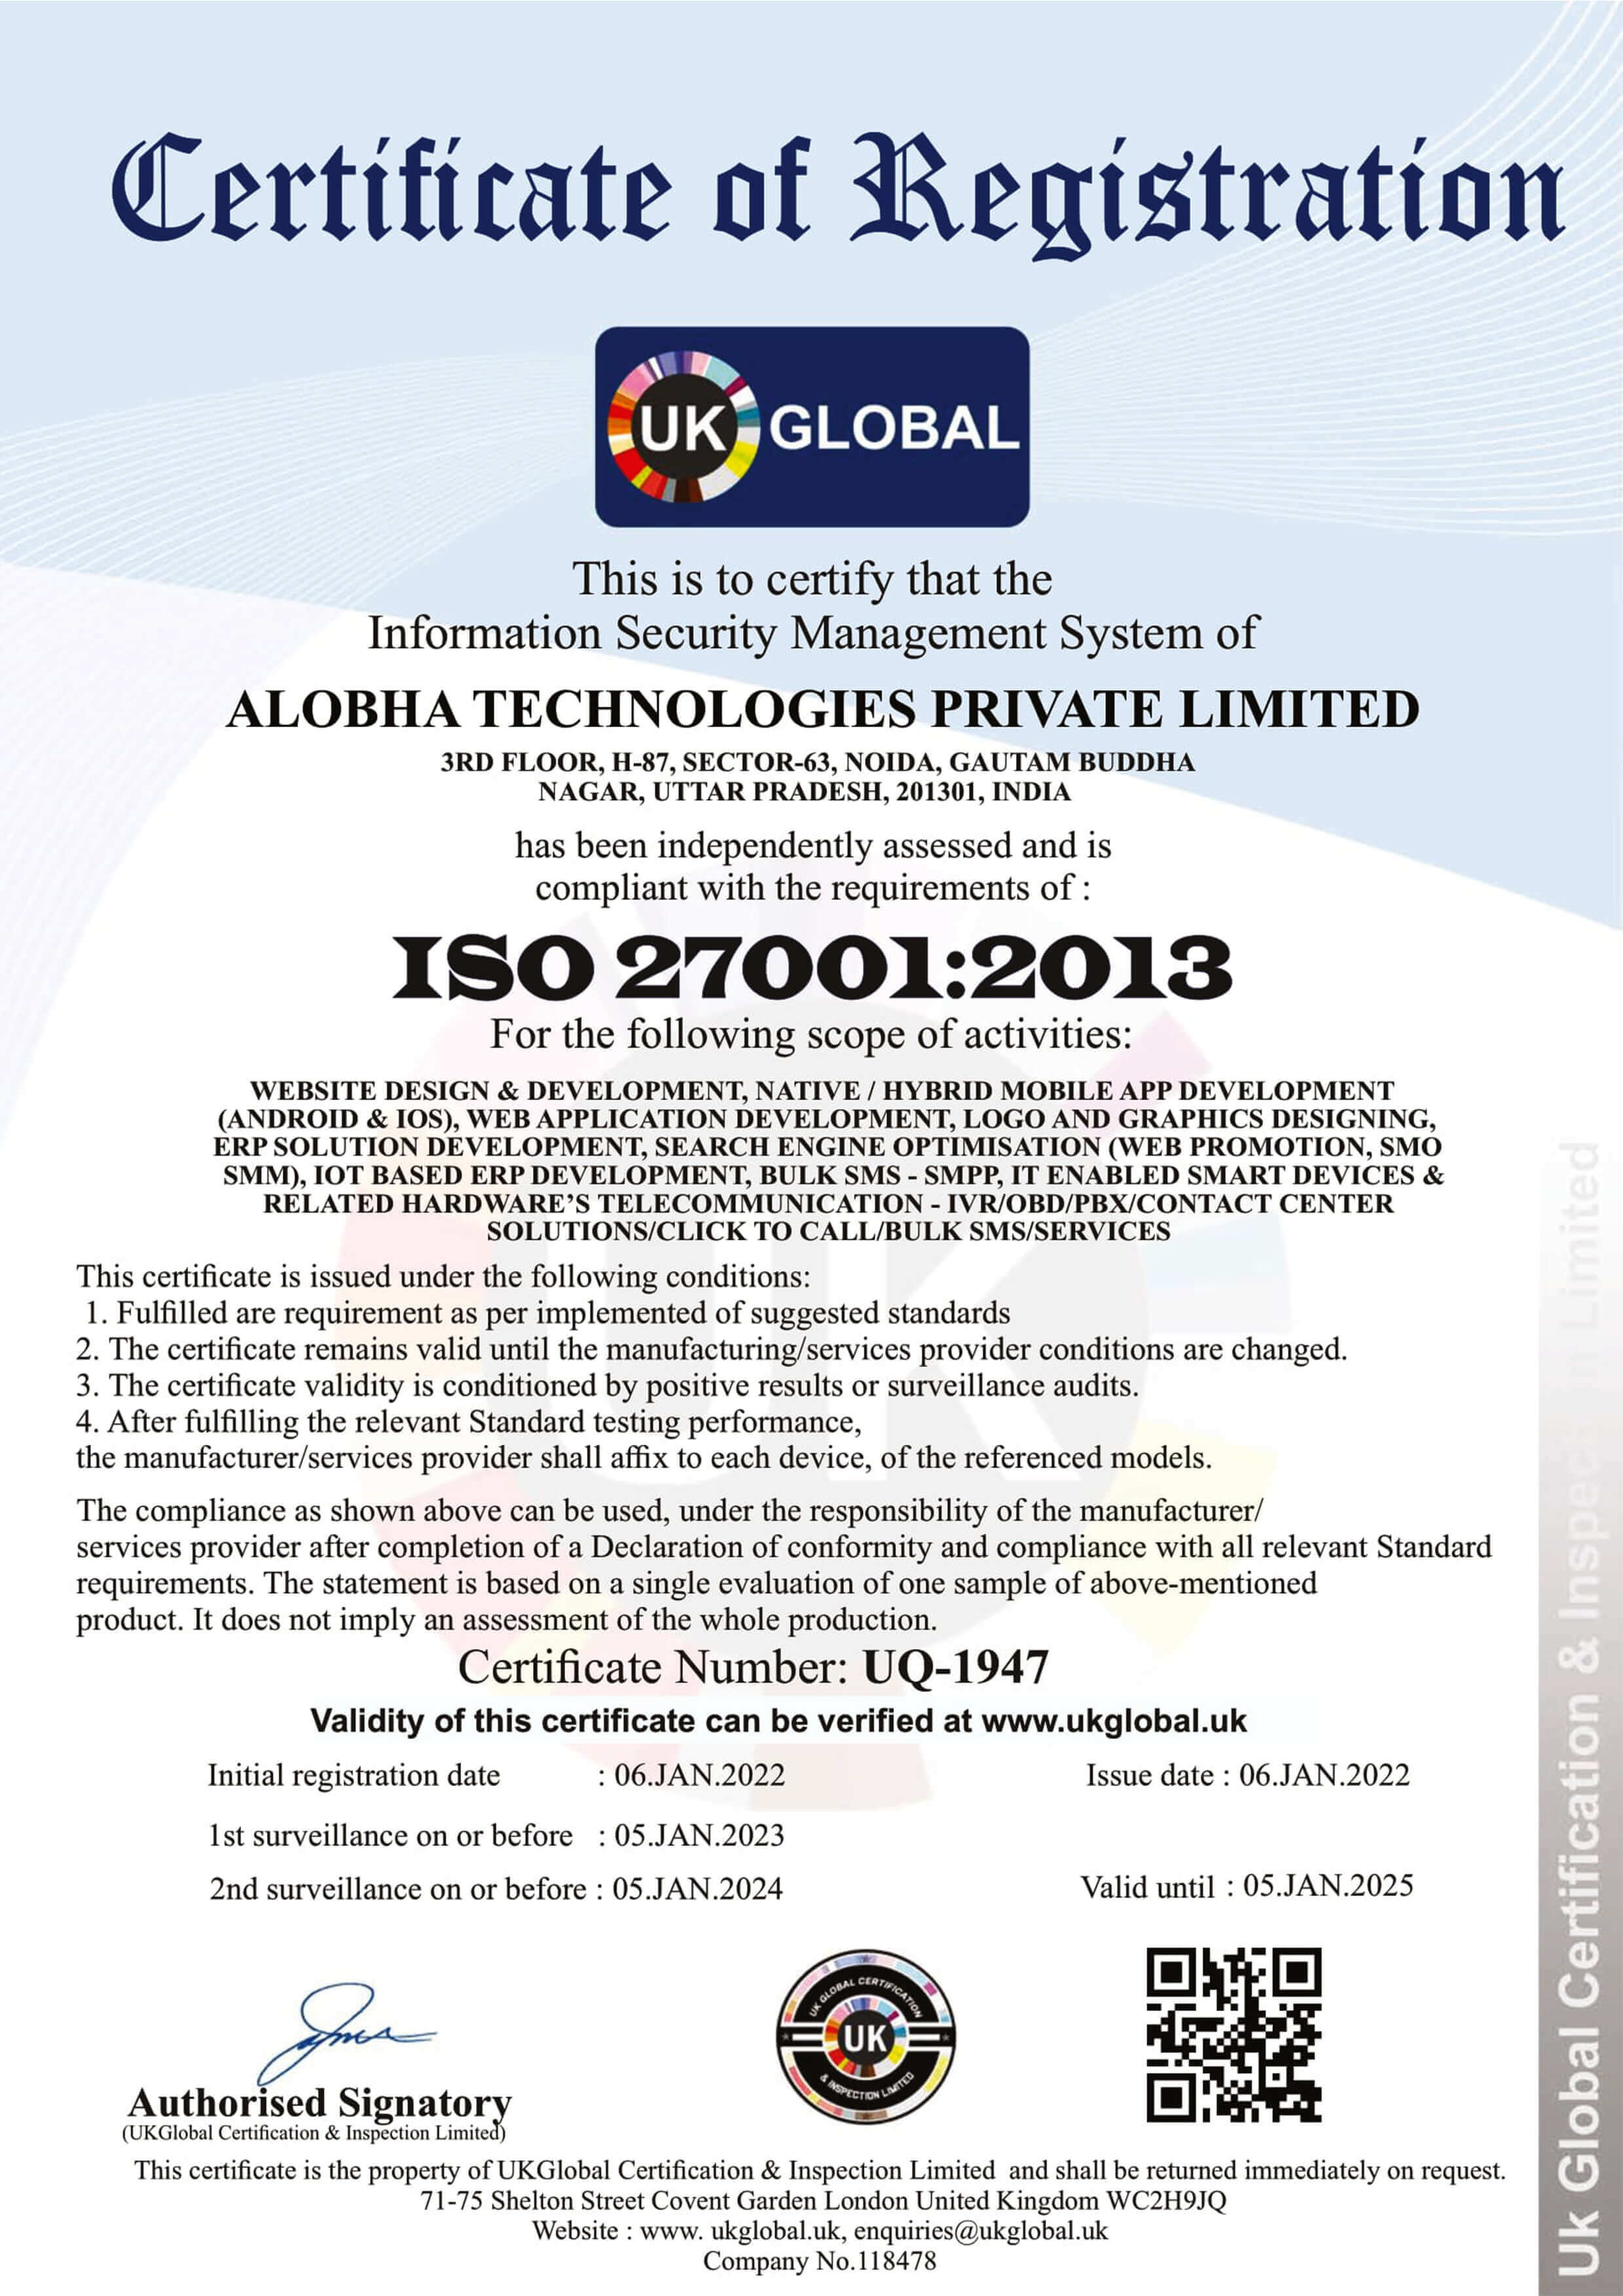 Certificate of Registration
UK GLOBAL
This is to certify that the
Information Security Management System of
ALOBHA TECHNOLOGIES PRIVATE LIMITED
3RD FLOOR, H-87, SECTOR-63, NOIDA, GAUTAM BUDDHA
NAGAR, UTTAR PRADESH, 201301, INDIA
has been independently assessed and is
compliant with the requirements of :
ISO 27001:2013
For the following scope of activities:
WEBSITE DESIGN & DEVELOPMENT, NATIVE / HYBRID MOBILE APP DEVELOPMENT
(ANDROID & IOS), WEB APPLICATION DEVELOPMENT, LOGO AND GRAPHICS DESIGNING,
ERP SOLUTION DEVELOPMENT, SEARCH ENGINE OPTIMISATION (WEB PROMOTION, SMO
SMM), IOT BASED ERP DEVELOPMENT, BULK SMS - SMPP, IT ENABLED SMART DEVICES &
RELATED HARDWARE’S TELECOMMUNICATION - IVR/OBD/PBX/CONTACT CENTER
SOLUTIONS/CLICK TO CALL/BULK SMS/SERVICES
This certificate is issued under the following conditions:
1. Fulfilled are requirement as per implemented of suggested standards
2. The certificate remains valid until the manufacturing/services provider conditions are changed.
3. The certificate validity is conditioned by positive results or surveillance audits.
4. After fulfilling the relevant Standard testing performance,
the manufacturer/services provider shall affix to each device, of the referenced models.
The compliance as shown above can be used, under the responsibility of the manufacturer/
services provider after completion of a Declaration of conformity and compliance with all relevant Standard
requirements. The statement is based on a single evaluation of one sample of above-mentioned
product. It does not imply an assessment of the whole production.
Certificate Number: UQ-1947
Validity of this certificate can be verified at www.ukglobal.uk
Initial registration date : 06.JAN.2022 Issue date : 06.JAN.2022
1st surveillance on or before : 05.JAN.2023
2nd surveillance on or before : 05.JAN.2024 Valid until : 05.JAN.2025
UK GLOBAL CERTIFICATION
UK
& INSPECTION LIMITED
Authorised Signatory
(UKGlobal Certification & Inspection Limited)
This certificate is the property of UKGlobal Certification & Inspection Limited and shall be returned immediately on request.
71-75 Shelton Street Covent Garden London United Kingdom WC2H9JQ
Website : www. ukglobal.uk, enquiries@ukglobal.uk
Company No.118478
UK
Uk Global Certification & Inspection Limited